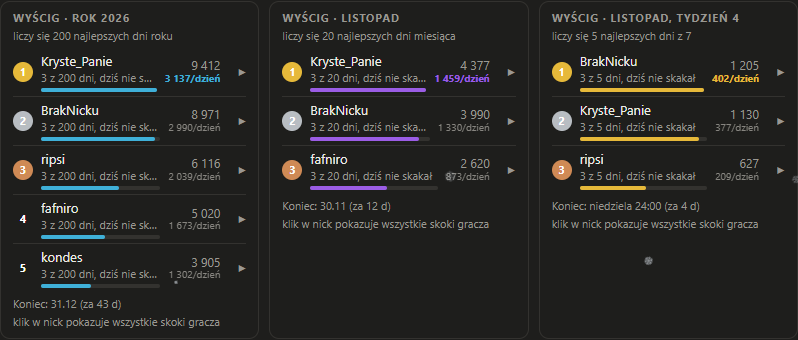 WYŚCIG · ROK 2026
liczy się 200 najlepszych dni roku
1 Kryste_Panie 9 412
3 z 200 dni, dziś nie s... 3 137/dzień
2 BrakNicku 8 971
3 z 200 dni, dziś nie sk... 2 990/dzień
3 ripsi 6 116
3 z 200 dni, dziś nie sk... 2 039/dzień
4 fafniro 5 020
3 z 200 dni, dziś nie sk... 1 673/dzień
5 kondes 3 905
3 z 200 dni, dziś nie sk... 1 302/dzień
Koniec: 31.12 (za 43 d)
klik w nick pokazuje wszystkie skoki gracza
WYŚCIG · LISTOPAD
liczy się 20 najlepszych dni miesiąca
1 Kryste_Panie 4 377
3 z 20 dni, dziś nie ska... 1 459/dzień
2 BrakNicku 3 990
3 z 20 dni, dziś nie ska... 1 330/dzień
3 fafniro 2 620
3 z 20 dni, dziś nie skakał 873/dzień
Koniec: 30.11 (za 12 d)
klik w nick pokazuje wszystkie skoki gracza
WYŚCIG · LISTOPAD, TYDZIEŃ 4
liczy się 5 najlepszych dni z 7
1 BrakNicku 1 205
3 z 5 dni, dziś nie skakał 402/dzień
2 Kryste_Panie 1 130
3 z 5 dni, dziś nie skakał 377/dzień
3 ripsi 627
3 z 5 dni, dziś nie skakał 209/dzień
Koniec: niedziela 24:00 (za 4 d)
klik w nick pokazuje wszystkie skoki gracza